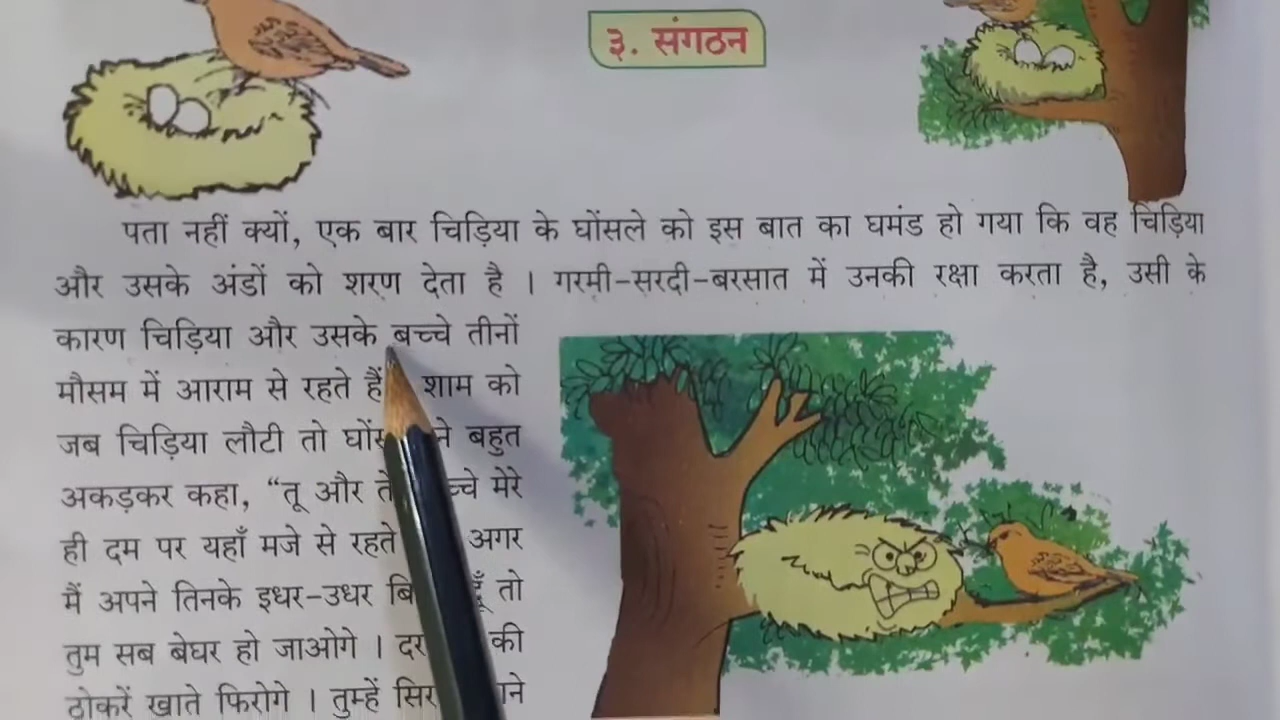 ३. संगठन
पता नहीं क्यों, एक बार चिड़िया के घोंसले को इस बात का घमंड हो गया कि वह चिड़िया
और उसके अंडों को शरण देता है । गरमी-सरदी-बरसात में उनकी रक्षा करता है, उसी के
कारण चिड़िया और उसके बच्चे तीनों
मौसम में आराम से रहते हैं शाम को
जब चिड़िया लौटी तो ने बहुत
अकड़कर कहा, “तू और मेरे
ही दम पर यहाँ मजे से रहते अगर
मैं अपने तिनके इधर-उधर तो
तुम सब बेघर हो जाओगे । की
ठोकरें खाते फिरोगे । तुम्हें